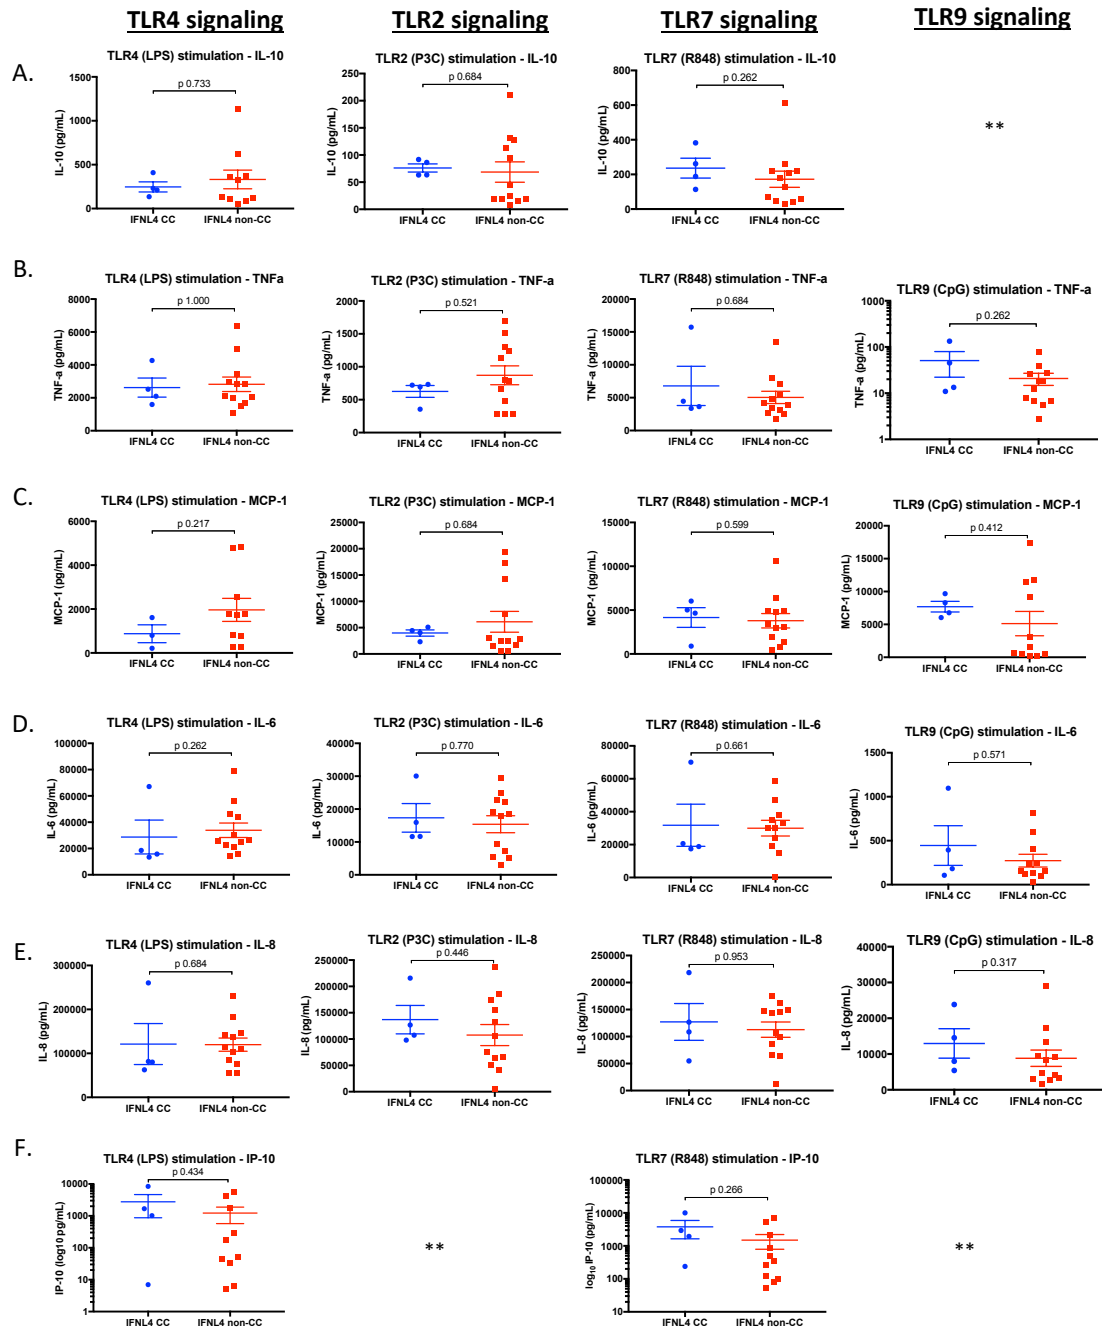 TLR4 signaling
TLR2 signaling
TLR7 signaling
TLR9 signaling
A.
TLR4 (LPS) stimulation - IL-10
p 0.733
IL-10 (pg/mL)
1500
1000
500
0
IFNL4 CC
IFNL4 non-CC
TLR2 (P3C) stimulation - IL-10
p 0.684
IL-10 (pg/mL)
250
200
150
100
50
0
IFNL4 CC
IFNL4 non-CC
TLR7 (R848) stimulation - IL-10
p 0.262
IL-10 (pg/mL)
800
600
400
200
0
IFNL4 CC
IFNL4 non-CC
**
B.
TLR4 (LPS) stimulation - TNFa
p 1.000
TNF-a (pg/mL)
8000
6000
4000
2000
0
IFNL4 CC
IFNL4 non-CC
TLR2 (P3C) stimulation - TNF-a
p 0.521
TNF-a (pg/mL)
2000
1500
1000
500
0
IFNL4 CC
IFNL4 non-CC
TLR7 (R848) stimulation - TNF-a
p 0.684
TNF-a (pg/mL)
20000
15000
10000
5000
0
IFNL4 CC
IFNL4 non-CC
TLR9 (CpG) stimulation - TNF-a
p 0.262
TNF-a (pg/mL)
1000
100
10
1
IFNL4 CC
IFNL4 non-CC
C.
TLR4 (LPS) stimulation - MCP-1
p 0.217
MCP-1 (pg/mL)
6000
4000
2000
0
IFNL4 CC
IFNL4 non-CC
TLR2 (P3C) stimulation - MCP-1
p 0.684
MCP-1 (pg/mL)
25000
20000
15000
10000
5000
0
IFNL4 CC
IFNL4 non-CC
TLR7 (R848) stimulation - MCP-1
p 0.599
MCP-1 (pg/mL)
15000
10000
5000
0
IFNL4 CC
IFNL4 non-CC
TLR9 (CpG) stimulation - MCP-1
p 0.412
MCP-1 (pg/mL)
20000
15000
10000
5000
0
IFNL4 CC
IFNL4 non-CC
D.
TLR4 (LPS) stimulation - IL-6
p 0.262
IL-6 (pg/mL)
100000
80000
60000
40000
20000
0
IFNL4 CC
IFNL4 non-CC
TLR2 (P3C) stimulation - IL-6
p 0.770
IL-6 (pg/mL)
40000
30000
20000
10000
0
IFNL4 CC
IFNL4 non-CC
TLR7 (R848) stimulation - IL-6
p 0.661
IL-6 (pg/mL)
80000
60000
40000
20000
0
IFNL4 CC
IFNL4 non-CC
TLR9 (CpG) stimulation - IL-6
p 0.571
IL-6 (pg/mL)
1500
1000
500
0
IFNL4 CC
IFNL4 non-CC
E.
TLR4 (LPS) stimulation - IL-8
p 0.684
IL-8 (pg/mL)
300000
200000
100000
0
IFNL4 CC
IFNL4 non-CC
TLR2 (P3C) stimulation - IL-8
p 0.446
IL-8 (pg/mL)
250000
200000
150000
100000
50000
0
IFNL4 CC
IFNL4 non-CC
TLR7 (R848) stimulation - IL-8
p 0.953
IL-8 (pg/mL)
250000
200000
150000
100000
50000
0
IFNL4 CC
IFNL4 non-CC
TLR9 (CpG) stimulation - IL-8
p 0.317
IL-8 (pg/mL)
40000
30000
20000
10000
0
IFNL4 CC
IFNL4 non-CC
F.
TLR4 (LPS) stimulation - IP-10
p 0.434
IP-10 (log10 pg/mL)
10000
1000
100
10
1
IFNL4 CC
IFNL4 non-CC
**
TLR7 (R848) stimulation - IP-10
p 0.266
log₁₀ IP-10 (pg/mL)
100000
10000
1000
100
10
IFNL4 CC
IFNL4 non-CC
**